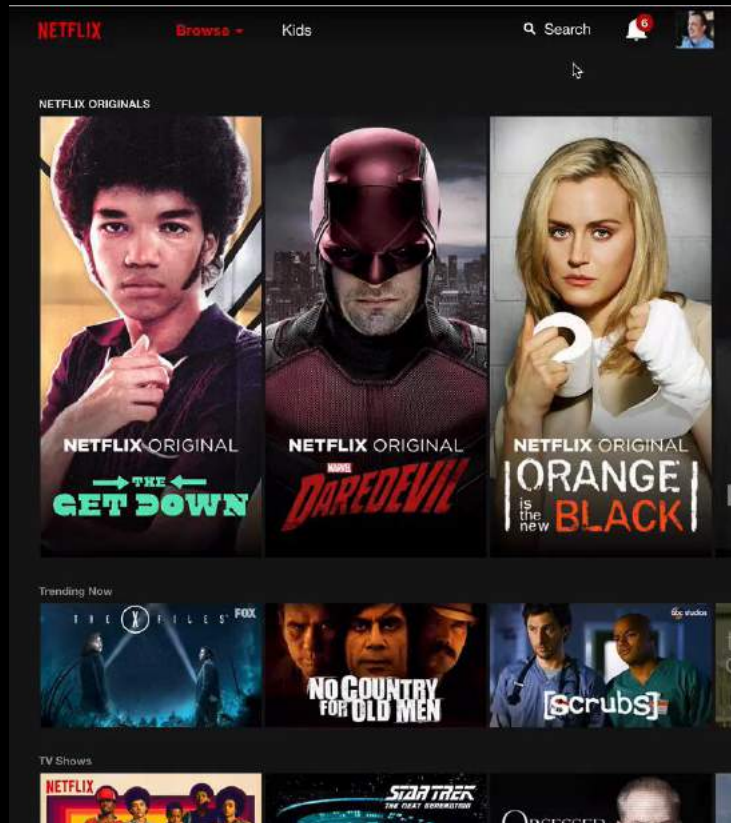 NETFLIX
Browse
Kids
Search
6
NETFLIX ORIGINALS
NETFLIX ORIGINAL
THE
GET DOWN
NETFLIX ORIGINAL
MARVEL
DAREDEVIL
NETFLIX ORIGINAL
ORANGE
is the new BLACK
Trending Now
THE X FILES
FOX
NO COUNTRY
FOR OLD MEN
abc studios
[scrubs]
TV Shows
NETFLIX
STAR TREK
THE NEXT GENERATION
OBSESSED